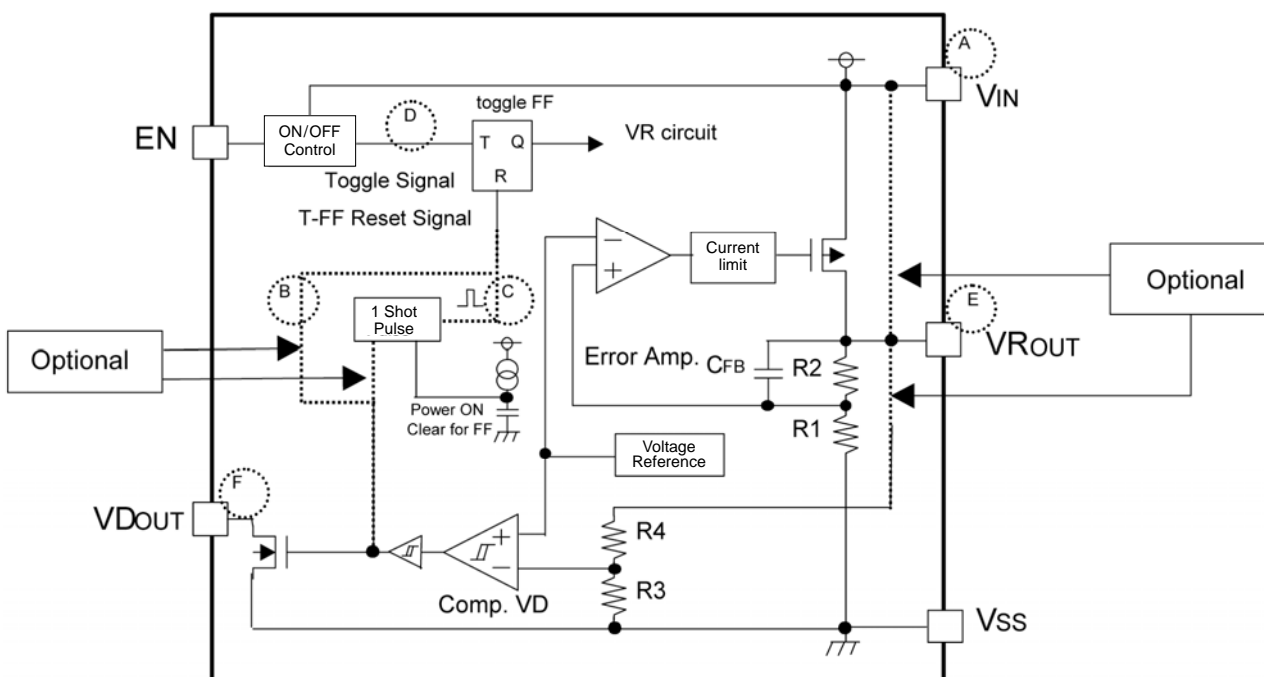 A
VIN
toggle FF
D
EN
ON/OFF
Control
T Q
R
VR circuit
Toggle Signal
T-FF Reset Signal
Current
limit
Optional
B
C
E
1 Shot
Pulse
Optional
VROUT
Error Amp.
CFB
R2
Power ON
Clear for FF
R1
Voltage
Reference
F
VDOUT
R4
R3
Comp. VD
VSS